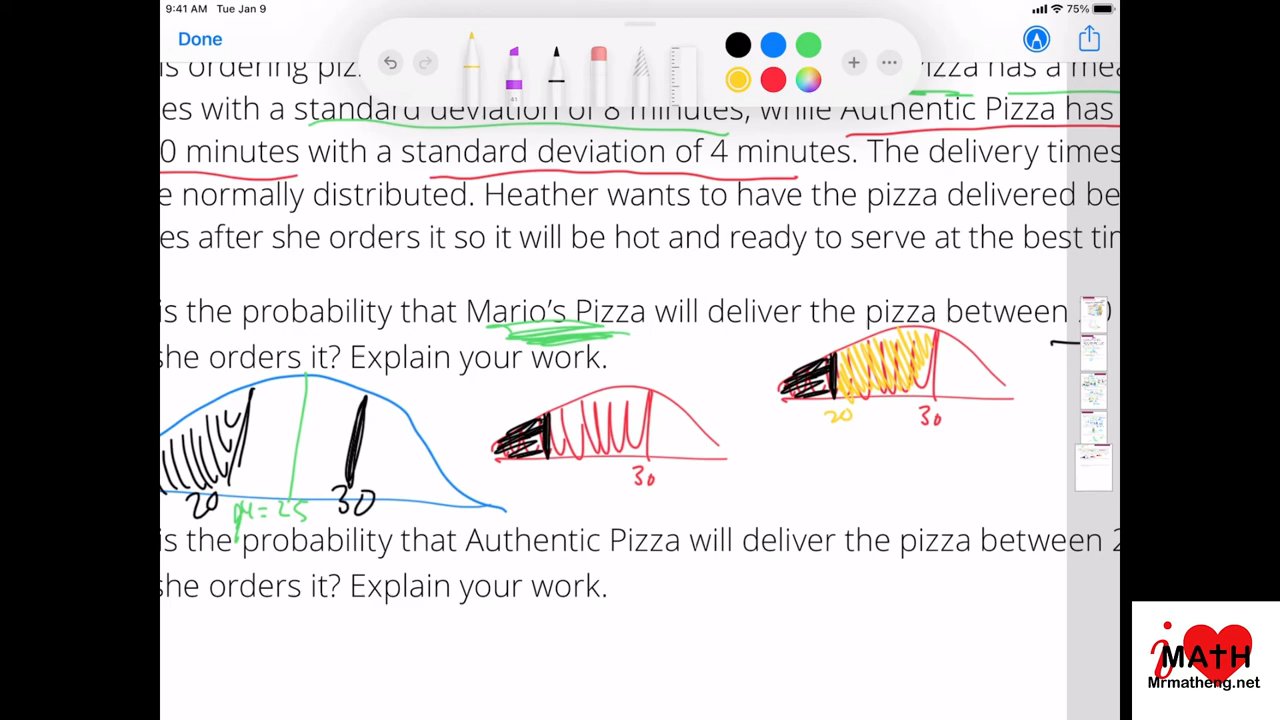 9:41 AM Tue Jan 9
75%
Done
is ordering piz
Pizza has a mea
es with a standard deviation of 8 minutes, while Authentic Pizza has
0 minutes with a standard deviation of 4 minutes. The delivery times
e normally distributed. Heather wants to have the pizza delivered be
es after she orders it so it will be hot and ready to serve at the best tin
is the probability that Mario's Pizza will deliver the pizza between
she orders it? Explain your work.
20
30
30
20
μ = 25
30
is the probability that Authentic Pizza will deliver the pizza between 2
she orders it? Explain your work.
i
MATH
Mrmatheng.net